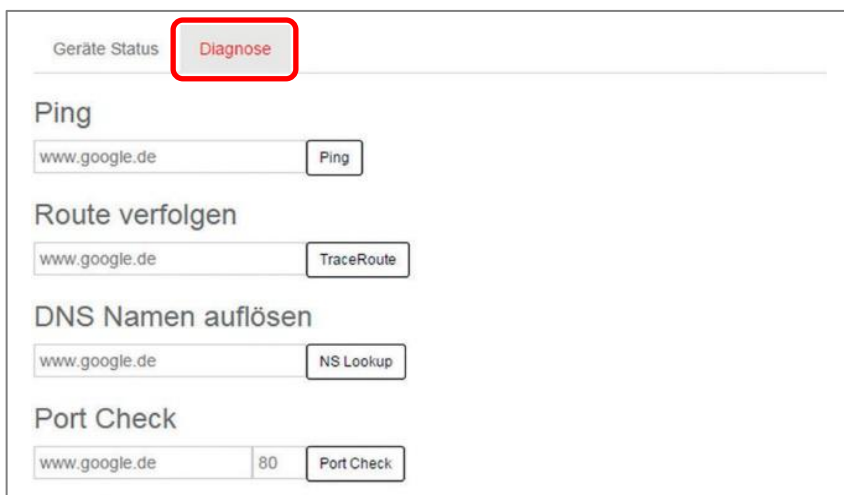 Geräte Status Diagnose
Ping
www.google.de Ping
Route verfolgen
www.google.de TraceRoute
DNS Namen auflösen
www.google.de NS Lookup
Port Check
www.google.de 80 Port Check